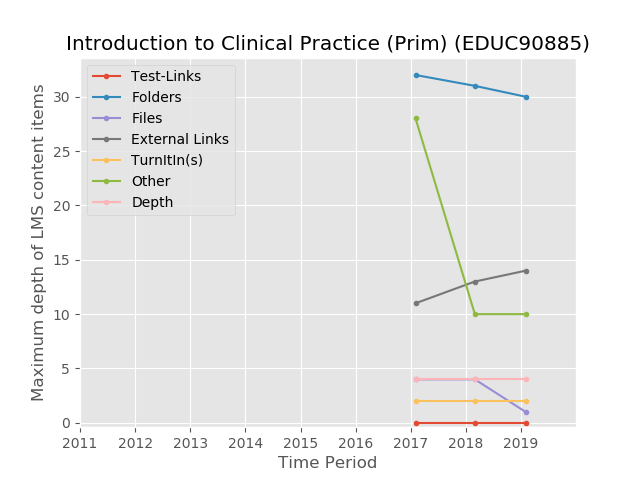 Introduction to Clinical Practice (Prim) (EDUC90885)
Test-Links
Folders
Files
External Links
TurnItIn(s)
Other
Depth
Maximum depth of LMS content items
30
25
20
15
10
5
0
2011 2012 2013 2014 2015 2016 2017 2018 2019
Time Period